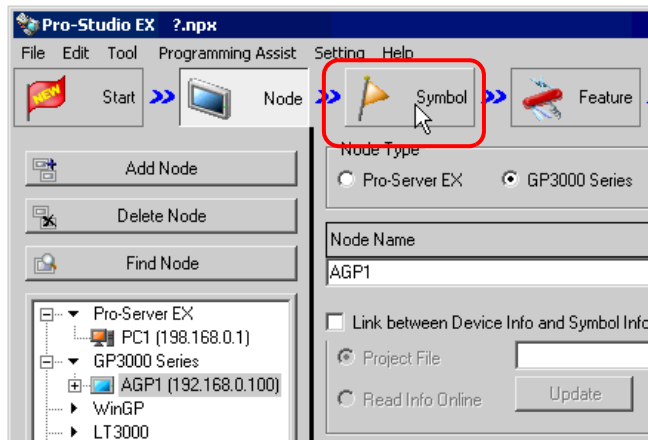 Pro-Studio EX ?.npx
File Edit Tool Programming Assist Setting Help
NEW Start Node Symbol Feature
Add Node
Delete Node
Find Node
Pro-Server EX
PC1 (198.168.0.1)
GP3000 Series
AGP1 (192.168.0.100)
WinGP
LT3000
Node Type
Pro-Server EX GP3000 Series
Node Name
AGP1
Link between Device Info and Symbol Info
Project File
Read Info Online Update